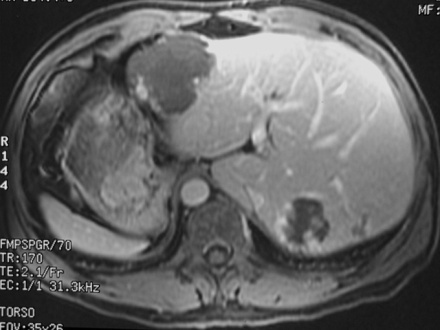 MF:
R
1
4
4
FMPSPGR/70
TR:170
TE:2.1/Fr
EC:1/1 31.3kHz
TORSO
FOV:35x26